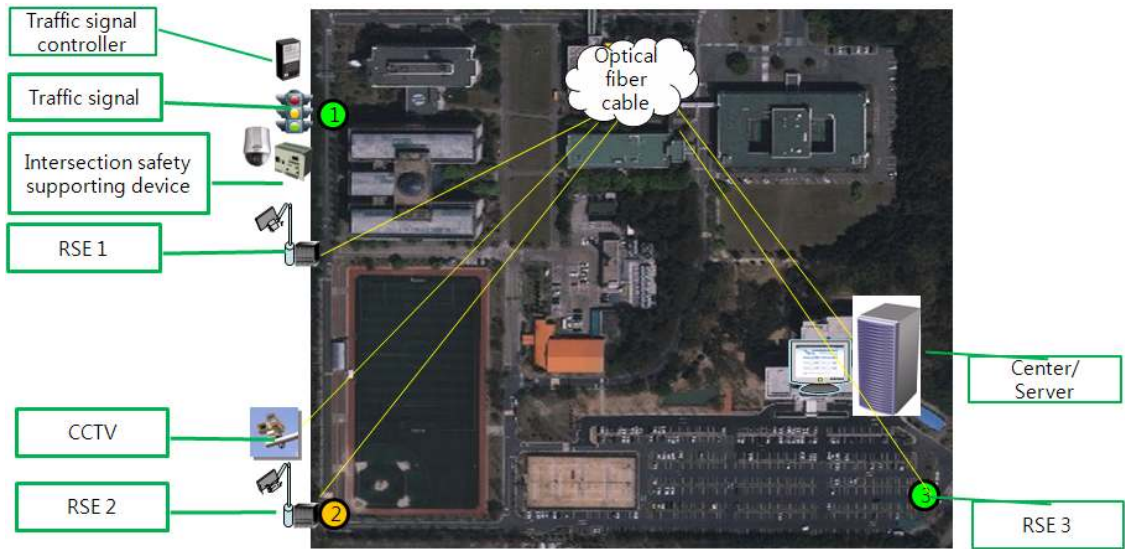 Traffic signal
controller
Traffic signal
Intersection safety
supporting device
RSE 1
CCTV
RSE 2
Optical
fiber
cable
Center/
Server
RSE 3
1
2
3